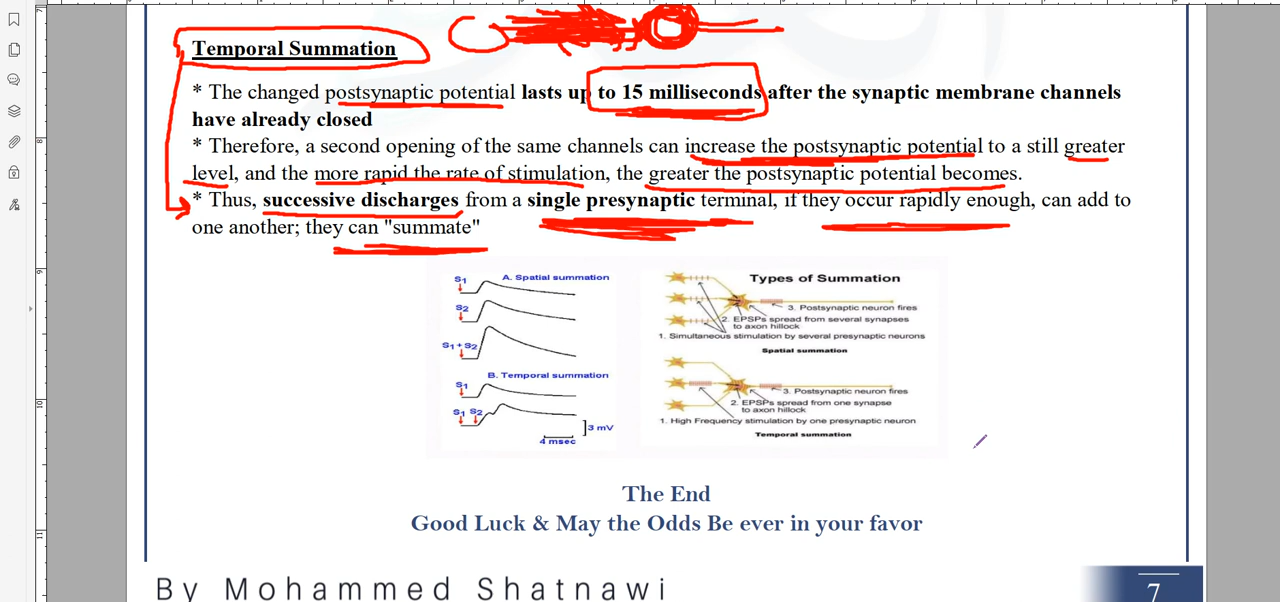 Temporal Summation
* The changed postsynaptic potential lasts up to 15 milliseconds after the synaptic membrane channels
have already closed
* Therefore, a second opening of the same channels can increase the postsynaptic potential to a still greater
level, and the more rapid the rate of stimulation, the greater the postsynaptic potential becomes.
* Thus, successive discharges from a single presynaptic terminal, if they occur rapidly enough, can add to
one another; they can "summate"
S1
A. Spatial summation
S2
S1 + S2
B. Temporal summation
S1
S1 S2
3 mV
4 msec
Types of Summation
3. Postsynaptic neuron fires
2. EPSPs spread from several synapses
to axon hillock
1. Simultaneous stimulation by several presynaptic neurons
Spatial summation
3. Postsynaptic neuron fires
2. EPSPs spread from one synapse
to axon hillock
1. High Frequency stimulation by one presynaptic neuron
Temporal summation
The End
Good Luck & May the Odds Be ever in your favor
By Mohammed Shatnawi
7